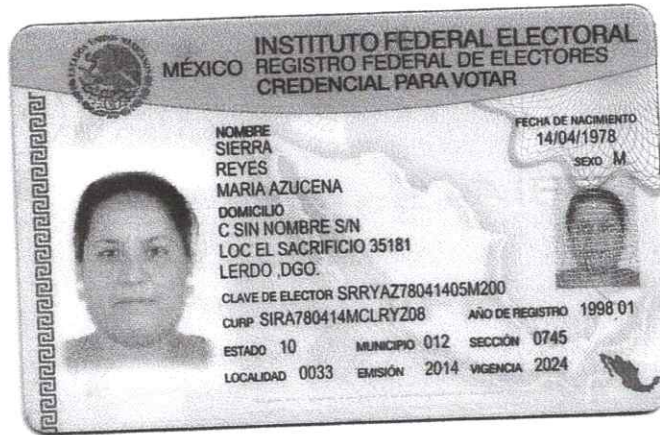 MÉXICO
INSTITUTO FEDERAL ELECTORAL
REGISTRO FEDERAL DE ELECTORES
CREDENCIAL PARA VOTAR
NOMBRE
SIERRA
REYES
MARIA AZUCENA
FECHA DE NACIMIENTO
14/04/1978
SEXO M
DOMICILIO
C SIN NOMBRE S/N
LOC EL SACRIFICIO 35181
LERDO ,DGO.
CLAVE DE ELECTOR SRRYAZ78041405M200
CURP SIRA780414MCLRYZ08 AÑO DE REGISTRO 1998 01
ESTADO 10 MUNICIPIO 012 SECCIÓN 0745
LOCALIDAD 0033 EMISIÓN 2014 VIGENCIA 2024